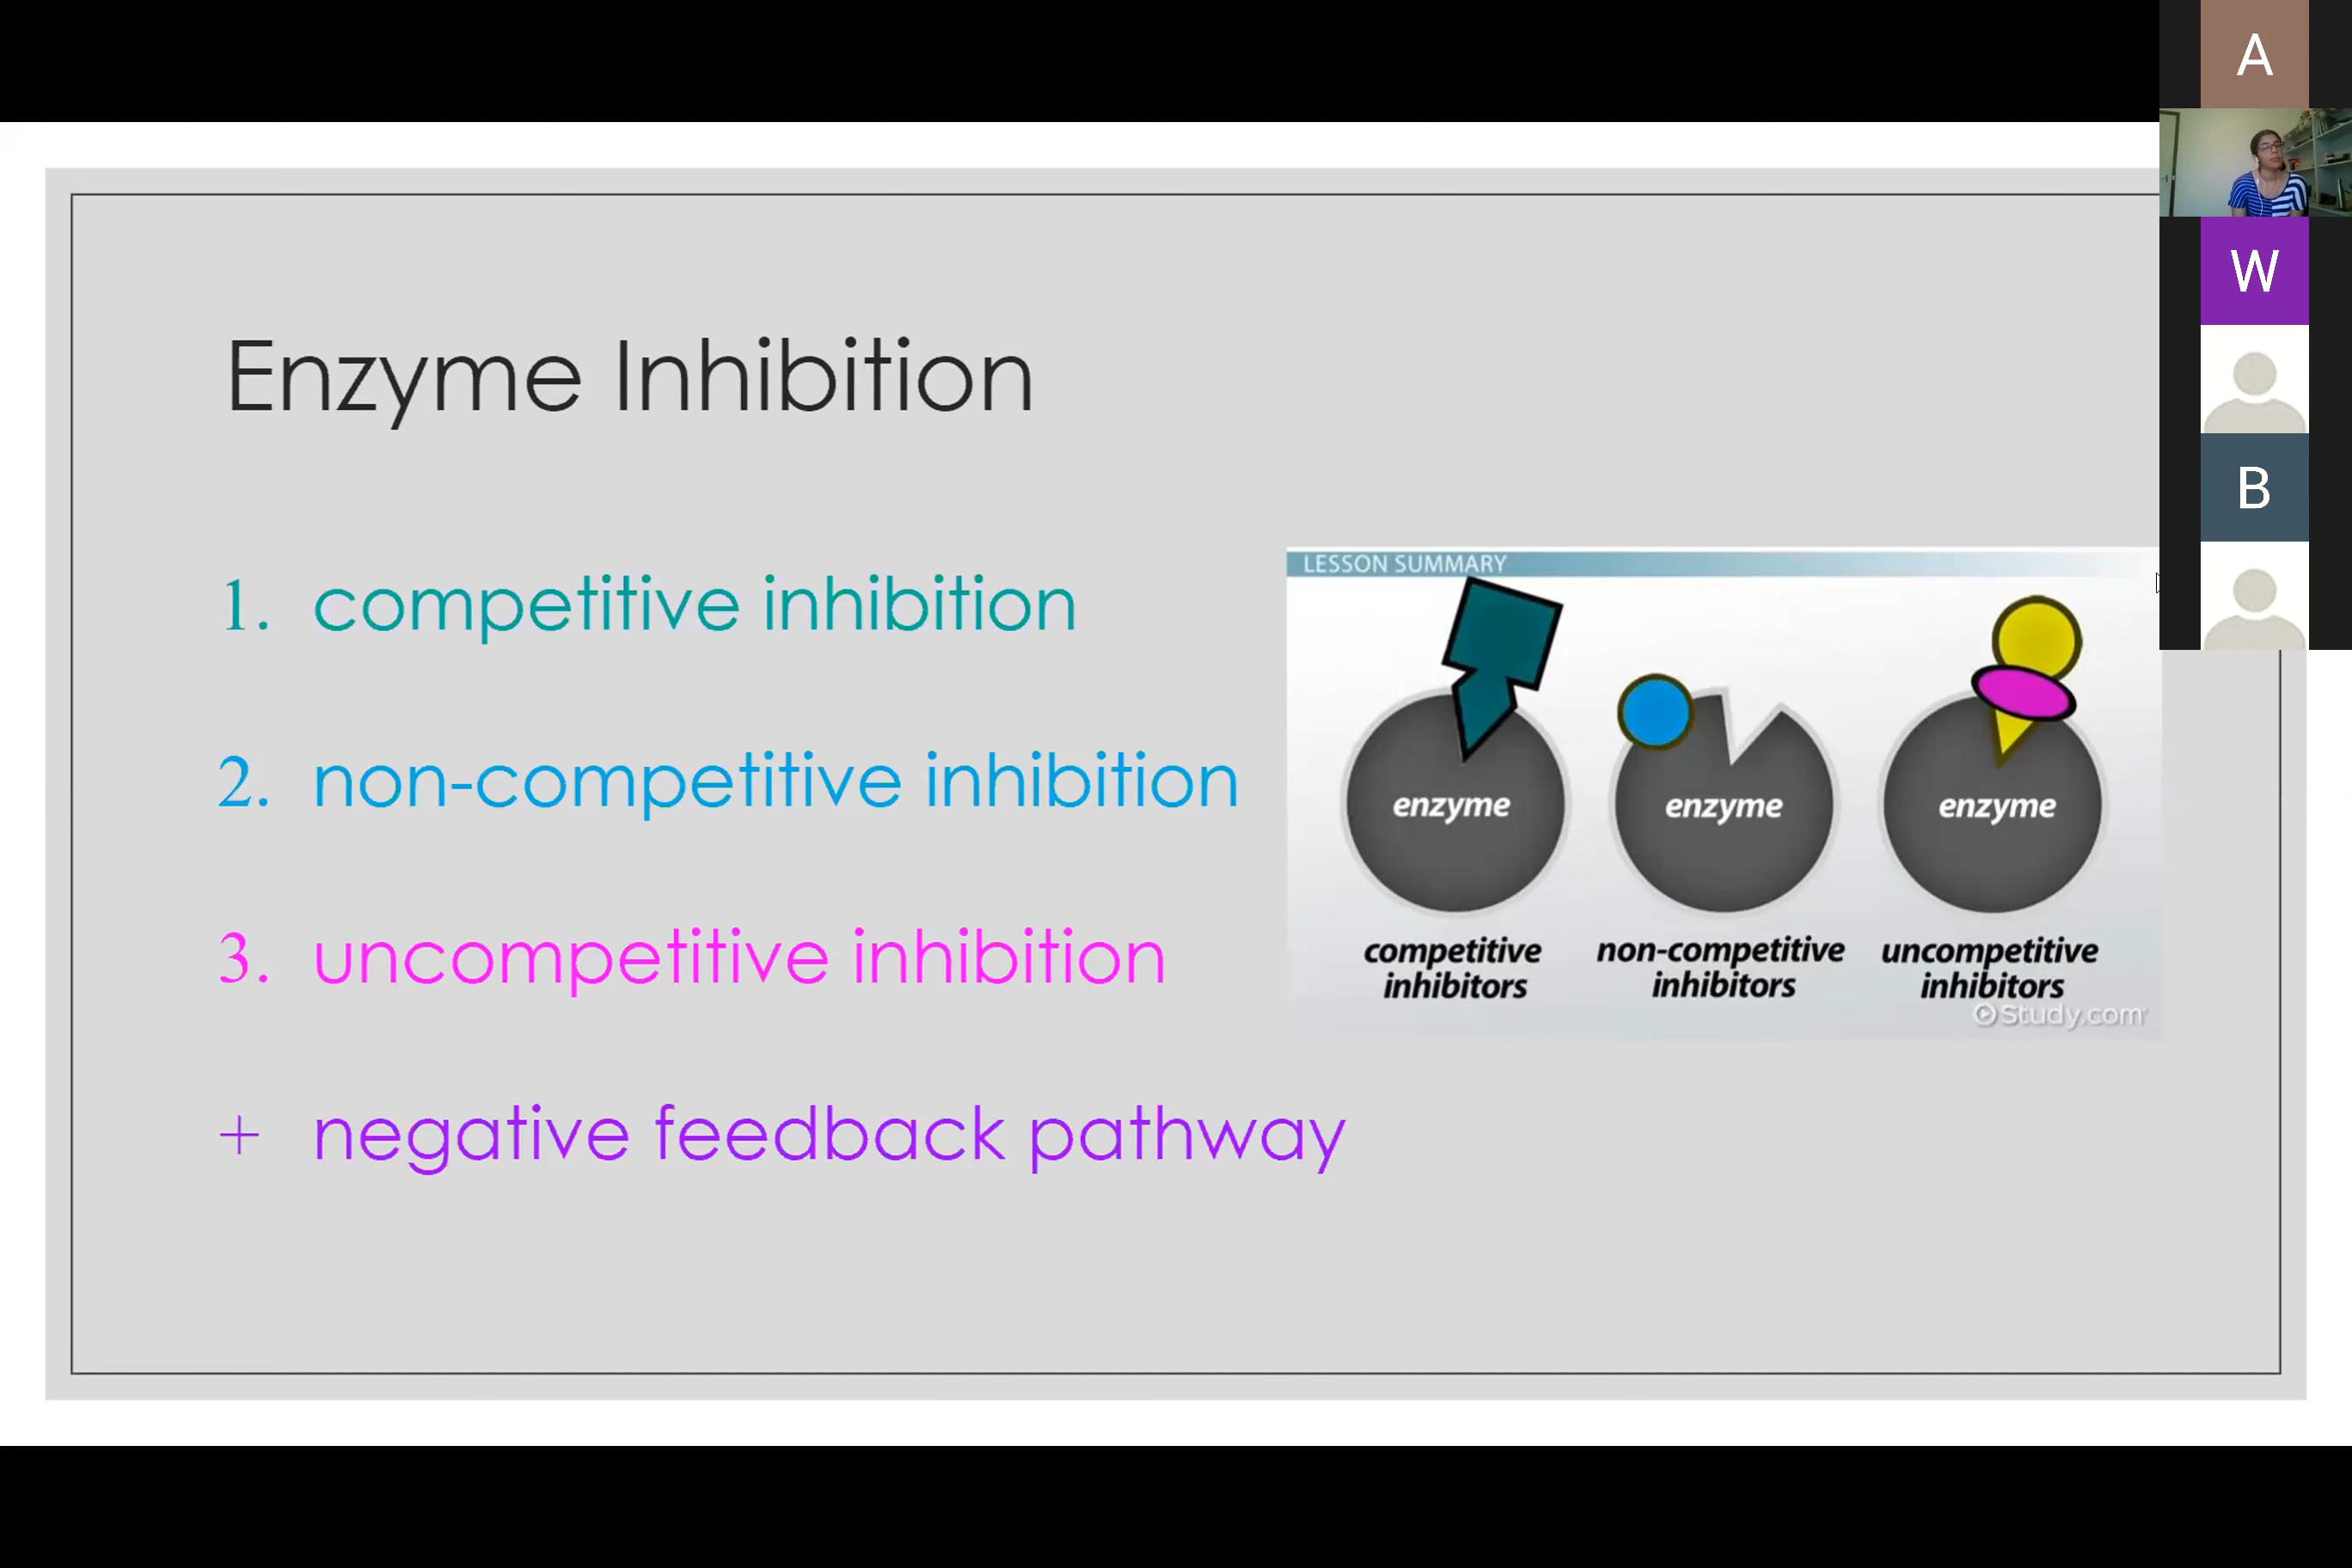 A
W
B
Enzyme Inhibition
1. competitive inhibition
2. non-competitive inhibition
3. uncompetitive inhibition
+ negative feedback pathway
LESSON SUMMARY
enzyme
enzyme
enzyme
competitive
inhibitors
non-competitive
inhibitors
uncompetitive
inhibitors
Study.com